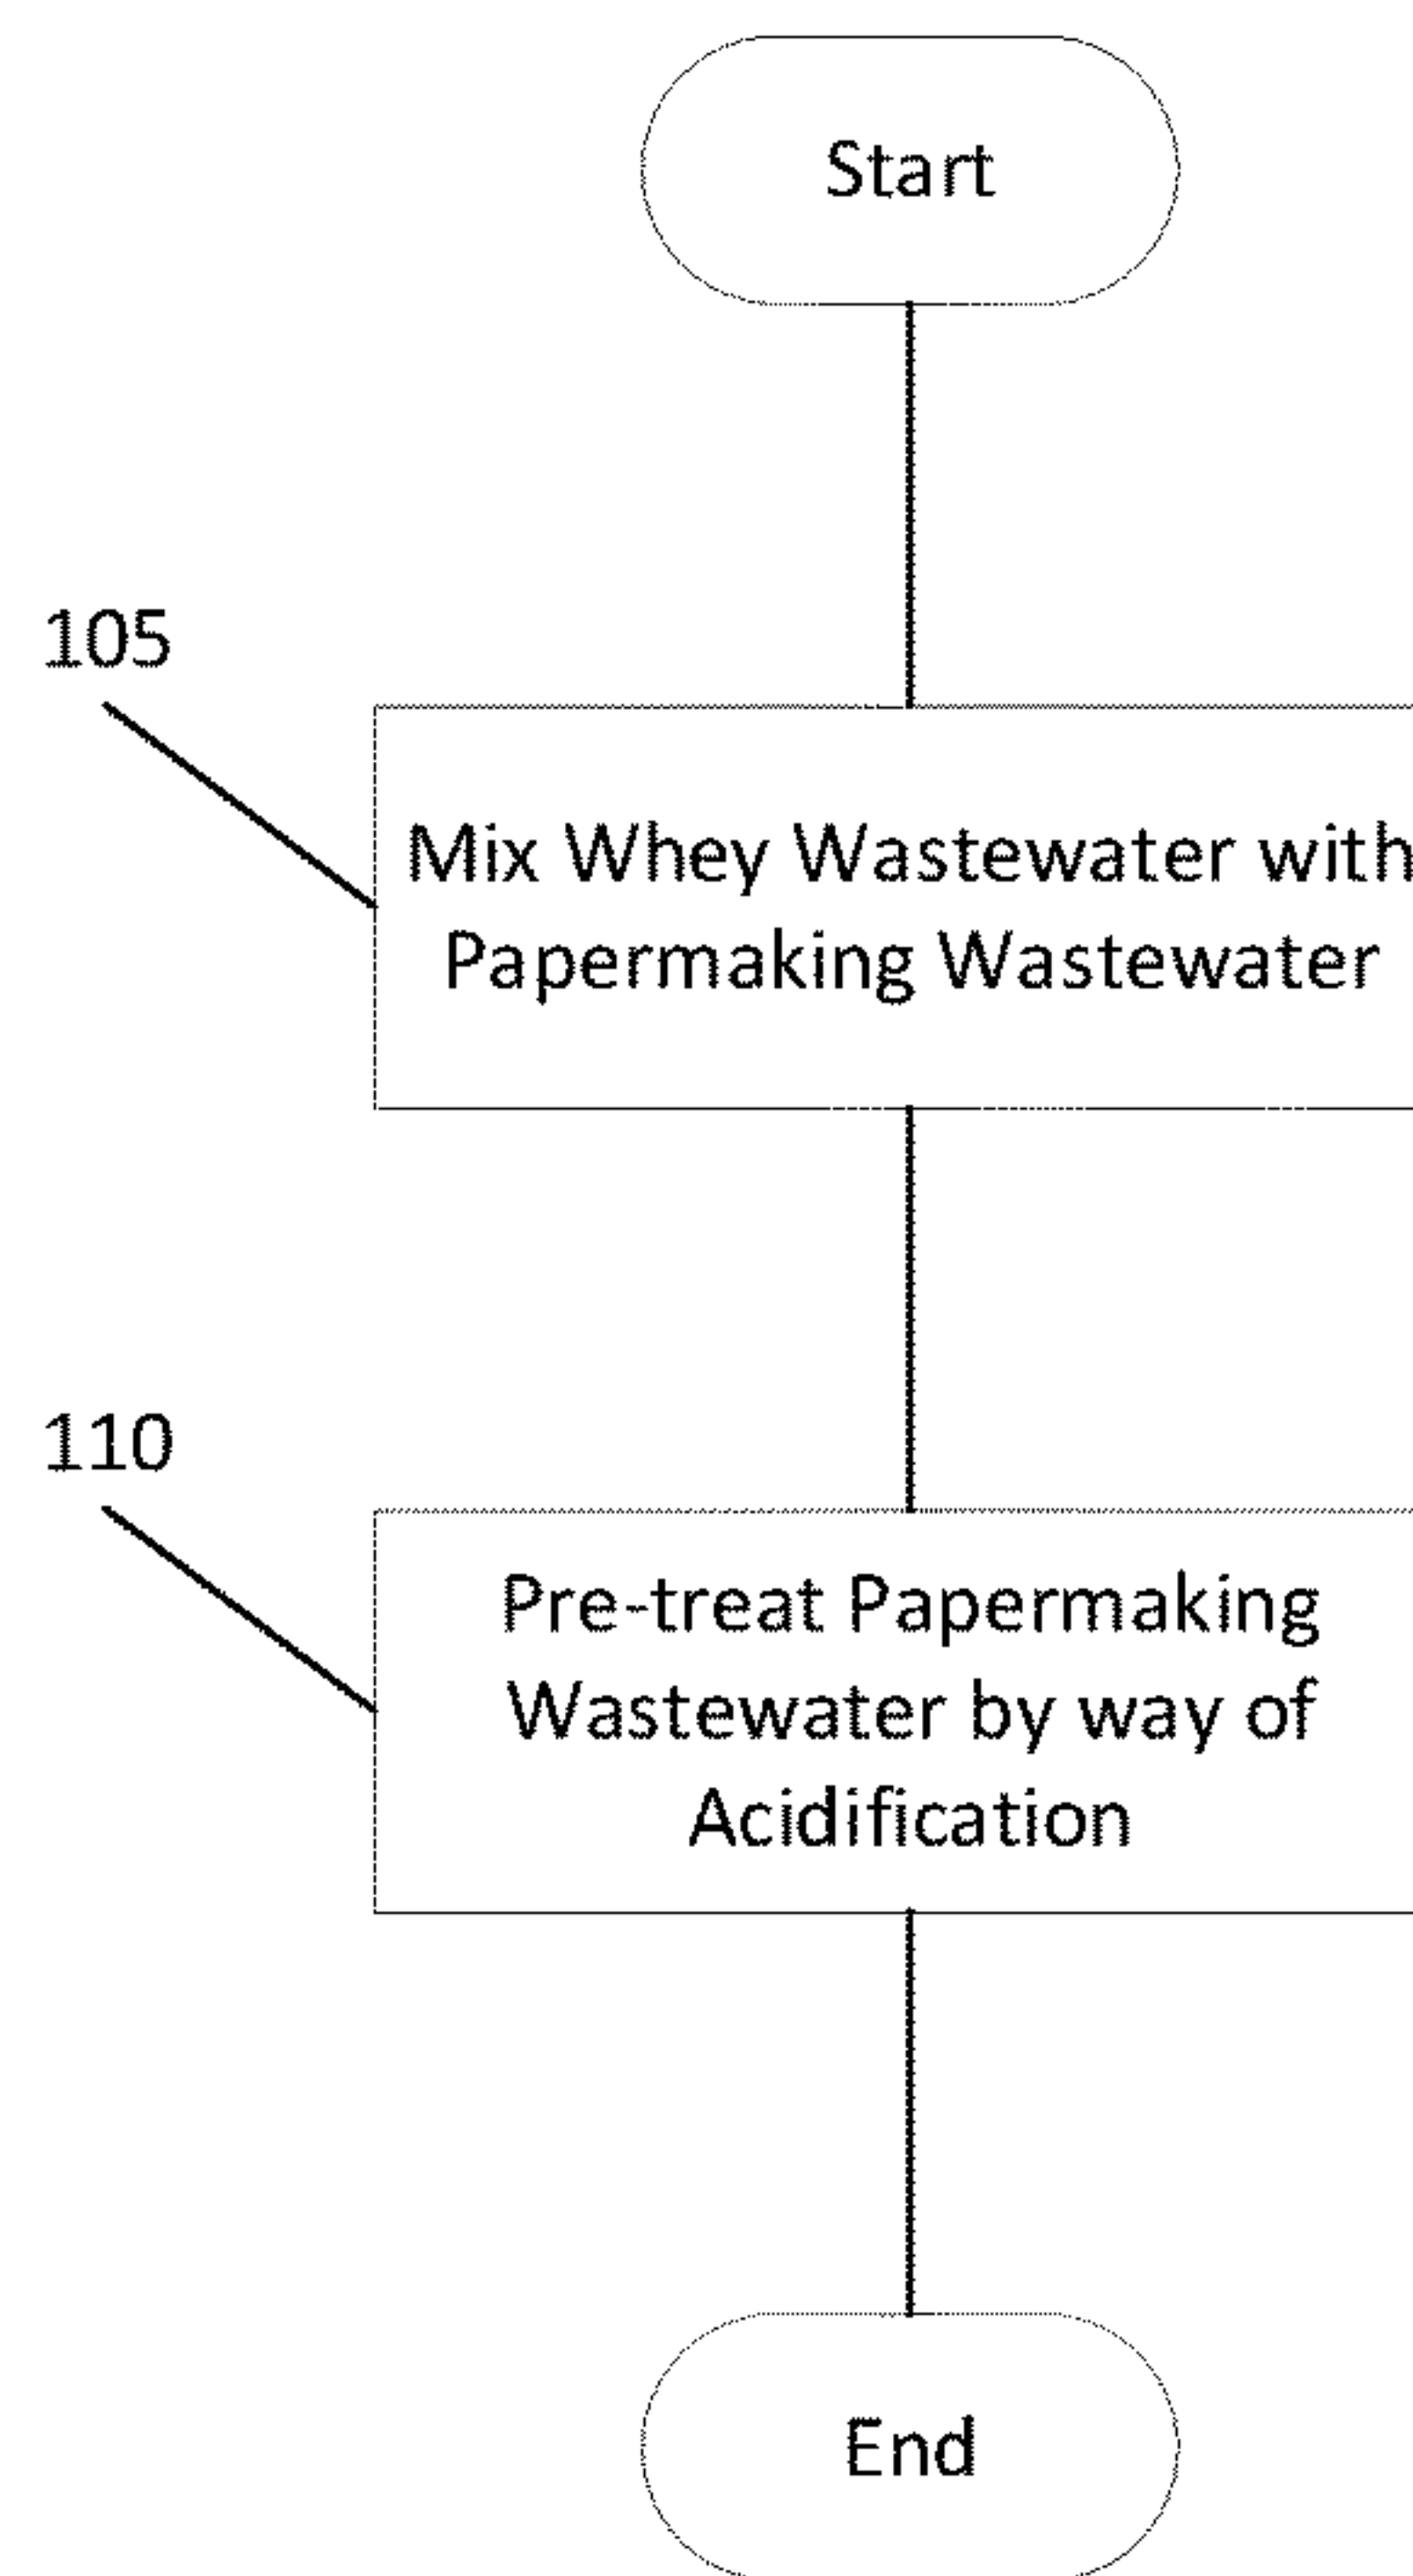 Start
105
Mix Whey Wastewater with
Papermaking Wastewater
110
Pre-treat Papermaking
Wastewater by way of
Acidification
End